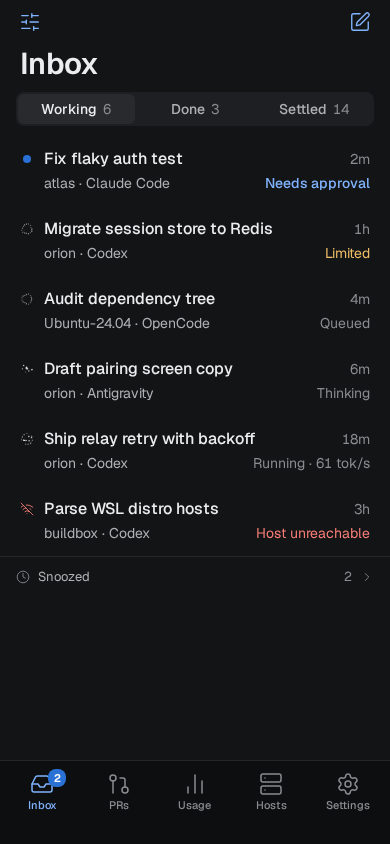 Inbox
Working 6 Done 3 Settled 14
Fix flaky auth test 2m
atlas · Claude Code Needs approval
Migrate session store to Redis 1h
orion · Codex Limited
Audit dependency tree 4m
Ubuntu-24.04 · OpenCode Queued
Draft pairing screen copy 6m
orion · Antigravity Thinking
Ship relay retry with backoff 18m
orion · Codex Running · 61 tok/s
Parse WSL distro hosts 3h
buildbox · Codex Host unreachable
Snoozed 2
2
Inbox PRs Usage Hosts Settings